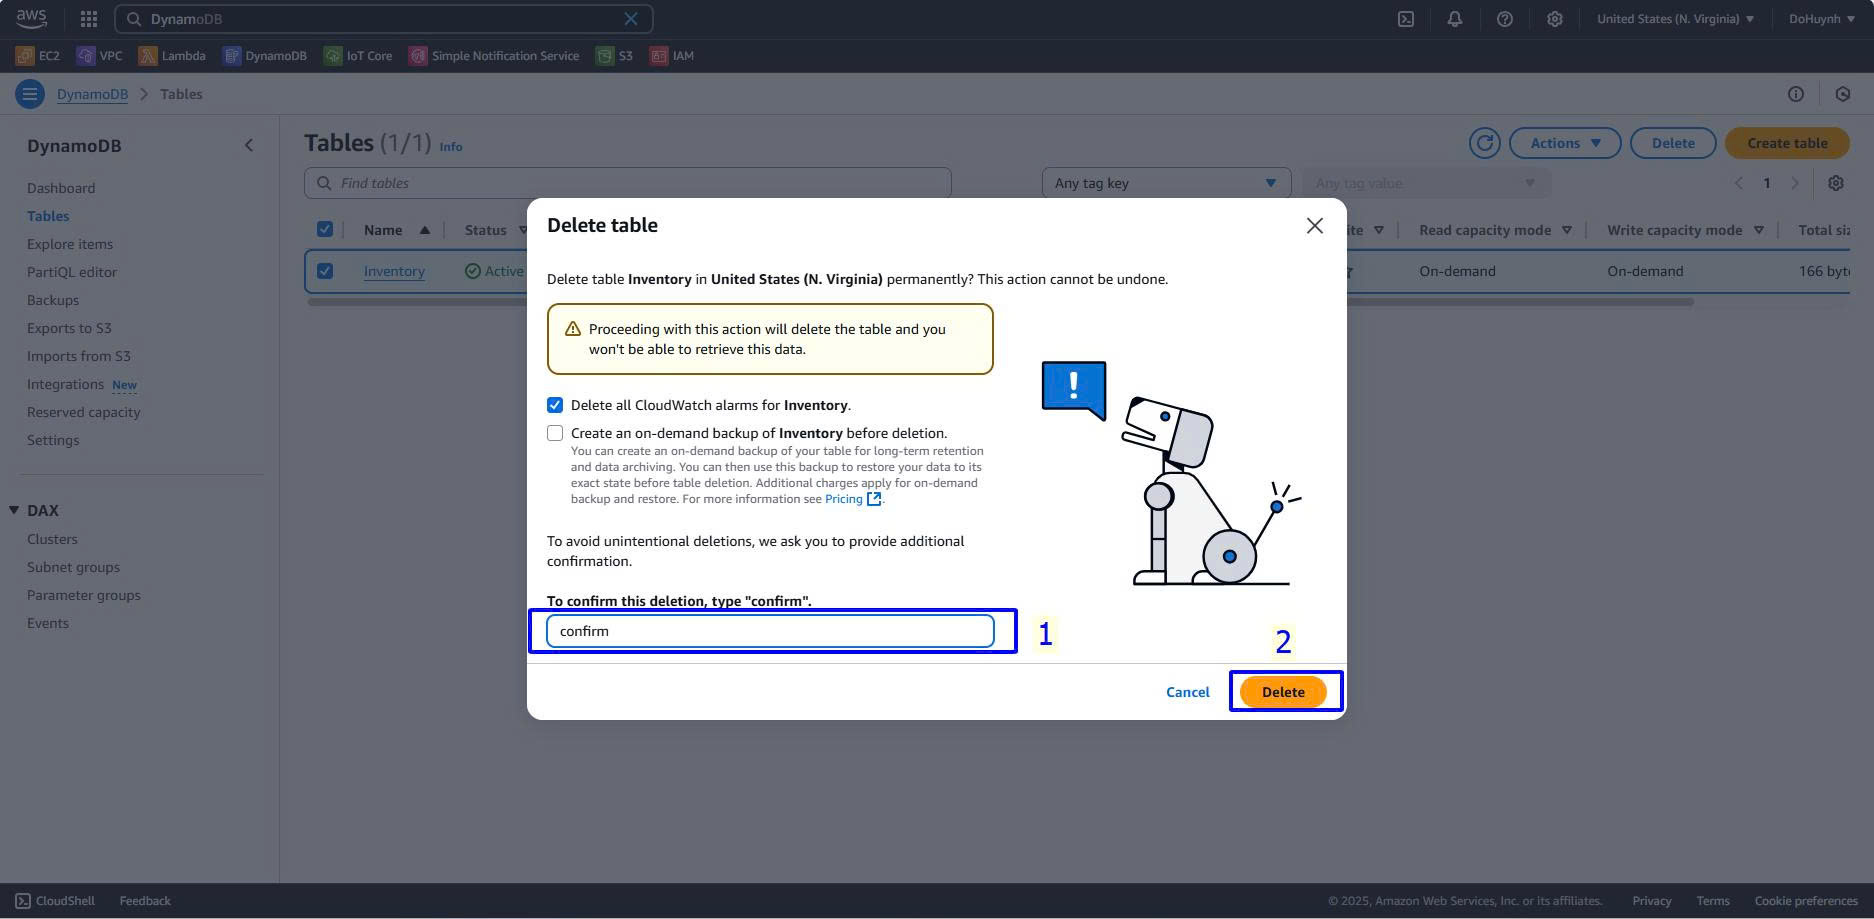 aws
DynamoDB
United States (N. Virginia)
DoHuynh
EC2
VPC
Lambda
DynamoDB
IoT Core
Simple Notification Service
S3
IAM
DynamoDB
Tables
DynamoDB
Dashboard
Tables
Explore items
PartiQL editor
Backups
Exports to S3
Imports from S3
Integrations New
Reserved capacity
Settings
DAX
Clusters
Subnet groups
Parameter groups
Events
Tables (1/1) Info
Actions
Delete
Create table
Find tables
Any tag key
Any tag value
1
Name
Status
ite
Read capacity mode
Write capacity mode
Total siz
Inventory
Active
On-demand
On-demand
166 byte
Delete table
Delete table Inventory in United States (N. Virginia) permanently? This action cannot be undone.
Proceeding with this action will delete the table and you
won't be able to retrieve this data.
!
Delete all CloudWatch alarms for Inventory.
Create an on-demand backup of Inventory before deletion.
You can create an on-demand backup of your table for long-term retention
and data archiving. You can then use this backup to restore your data to its
exact state before table deletion. Additional charges apply for on-demand
backup and restore. For more information see Pricing.
To avoid unintentional deletions, we ask you to provide additional
confirmation.
To confirm this deletion, type "confirm".
confirm
1
2
Cancel
Delete
CloudShell
Feedback
© 2025, Amazon Web Services, Inc. or its affiliates.
Privacy
Terms
Cookie preferences